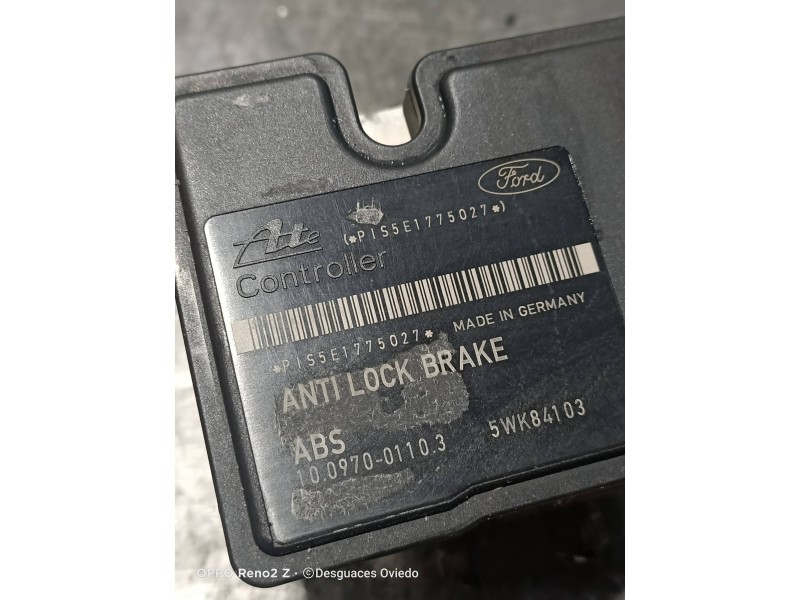 Ford
Ate
(*PIS5E1775027*)
Controller
*PIS5E1775027* MADE IN GERMANY
ANTI LOCK BRAKE
ABS
10.0970-0110.3 5WK84103
OPPO Reno2 Z · ©Desguaces Oviedo